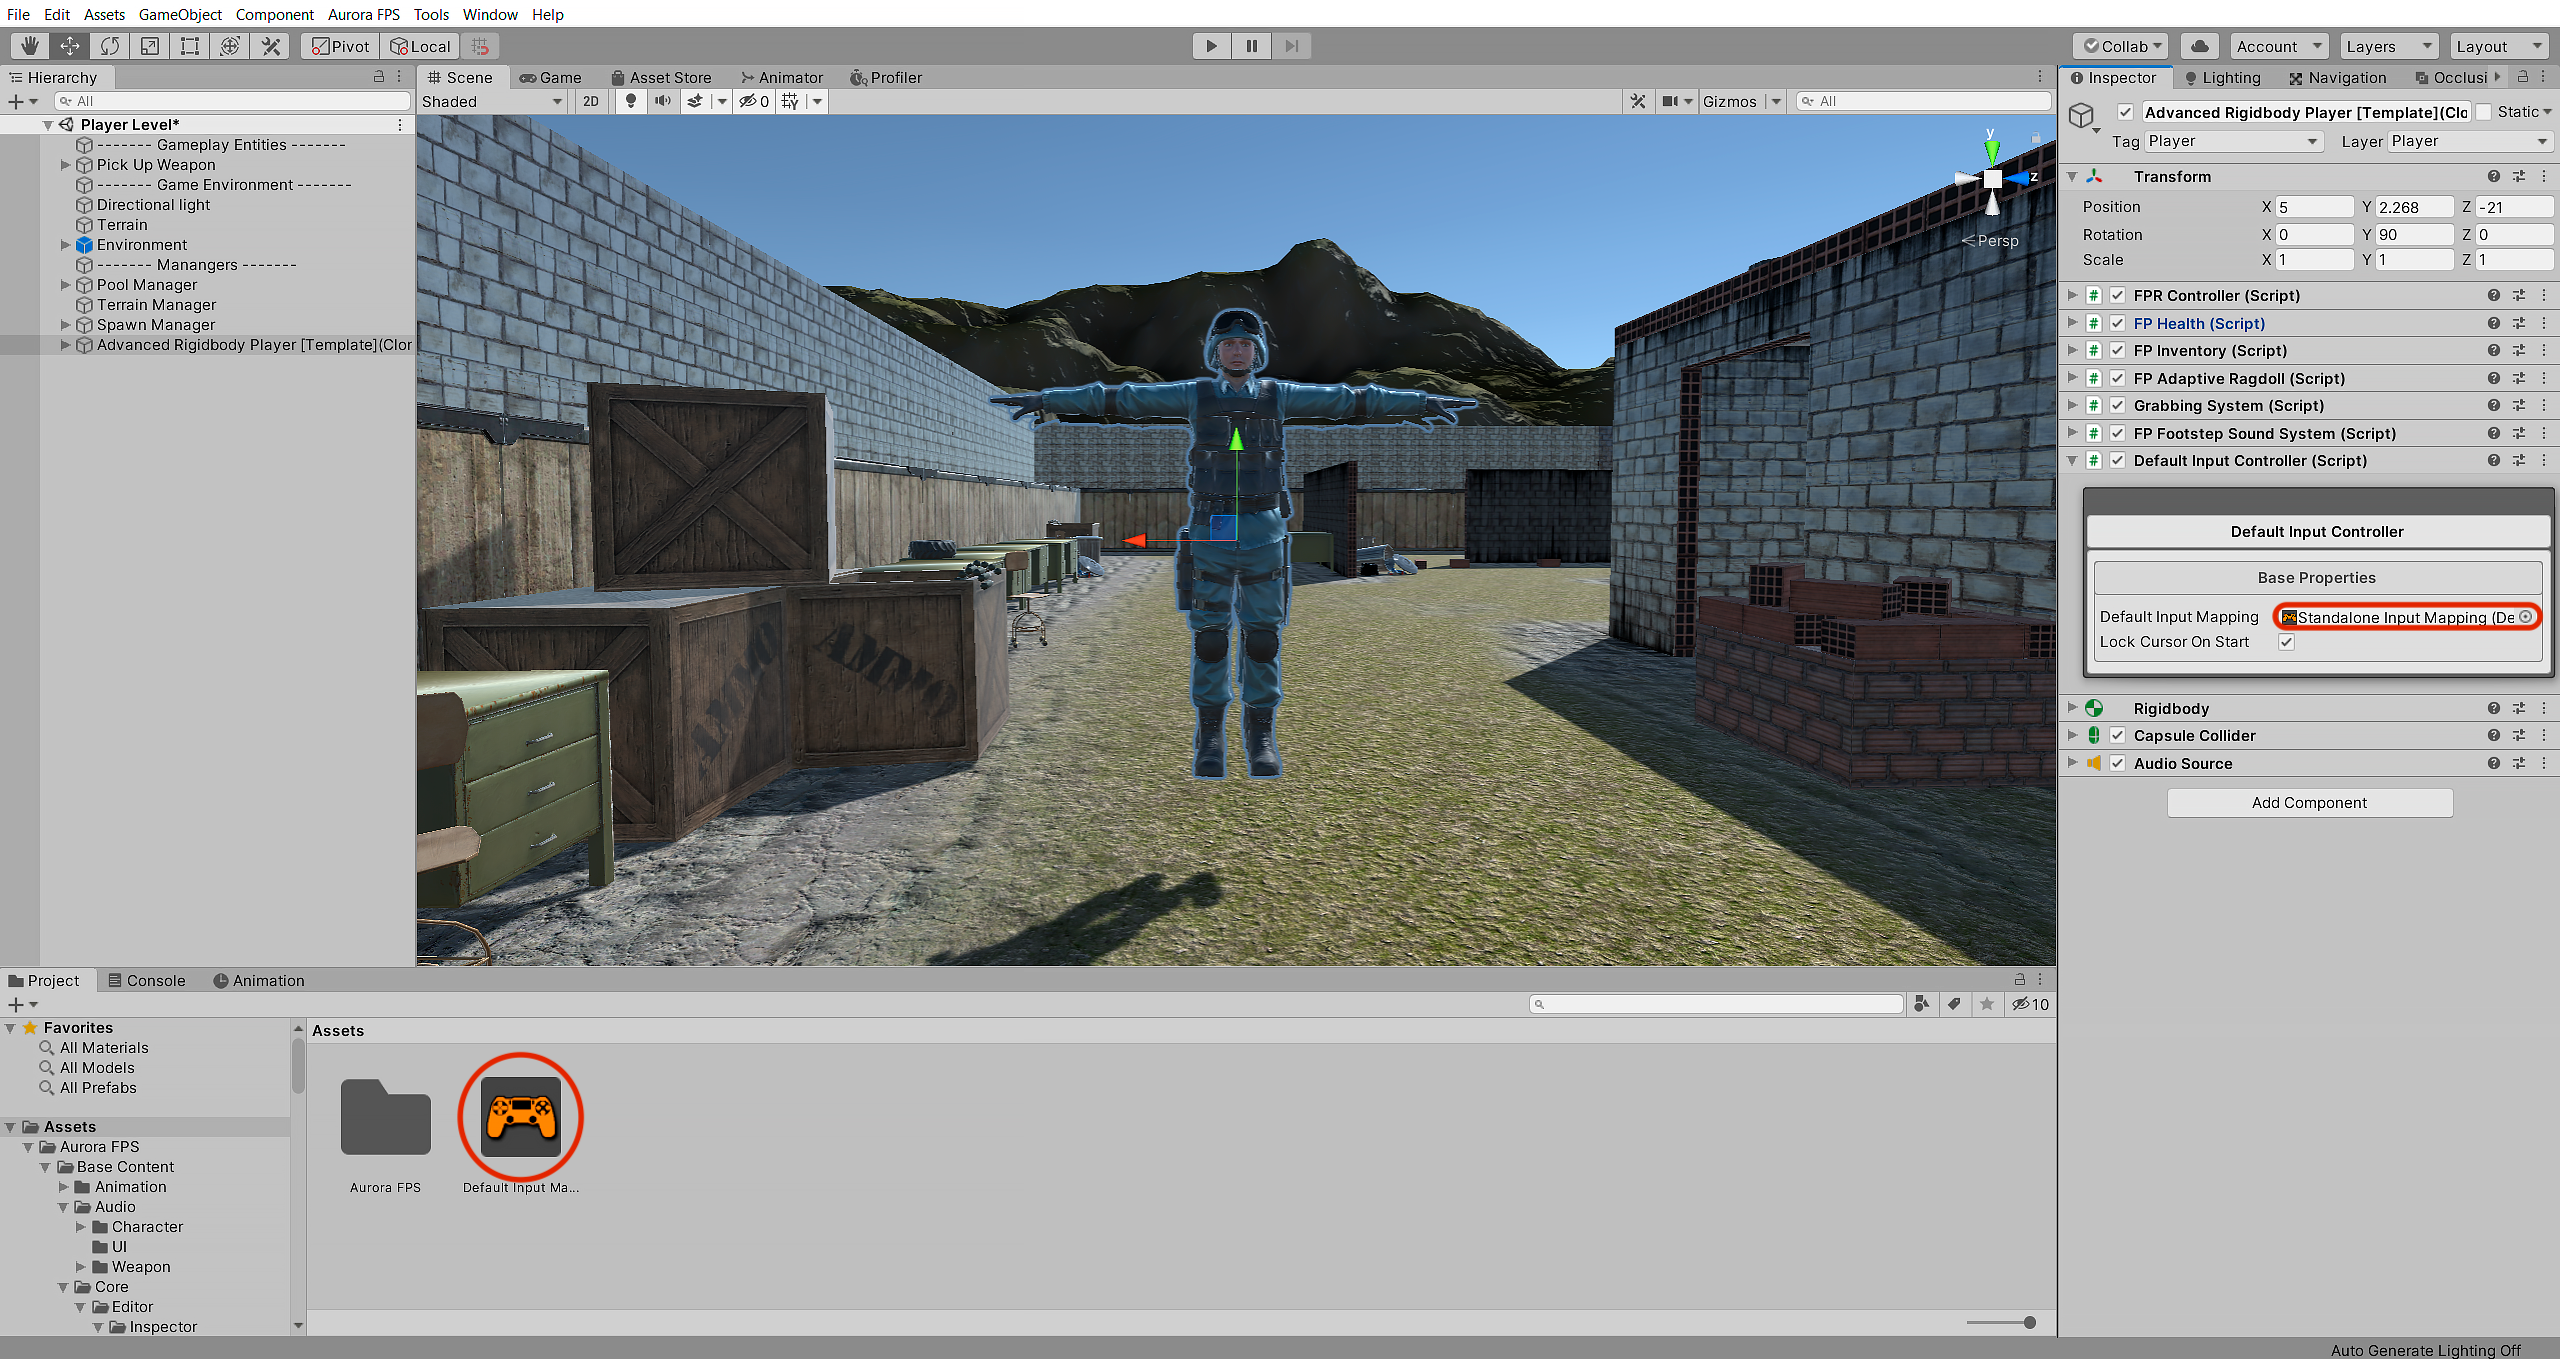 File Edit Assets GameObject Component Aurora FPS Tools Window Help
Pivot Local Collab Account Layers Layout
Hierarchy
All
Player Level*
------- Gameplay Entities -------
Pick Up Weapon
------- Game Environment -------
Directional light
Terrain
Environment
------- Manangers -------
Pool Manager
Terrain Manager
Spawn Manager
Advanced Rigidbody Player [Template](Clor
Scene Game Asset Store Animator Profiler
Shaded 2D 0 Gizmos All
y
z
Persp
AMMO
AMMO
Inspector Lighting Navigation Occlusi
Advanced Rigidbody Player [Template](Clo Static
Tag Player Layer Player
Transform
Position X 5 Y 2.268 Z -21
Rotation X 0 Y 90 Z 0
Scale X 1 Y 1 Z 1
FPR Controller (Script)
FP Health (Script)
FP Inventory (Script)
FP Adaptive Ragdoll (Script)
Grabbing System (Script)
FP Footstep Sound System (Script)
Default Input Controller (Script)
Default Input Controller
Base Properties
Default Input Mapping Standalone Input Mapping (De
Lock Cursor On Start
Rigidbody
Capsule Collider
Audio Source
Add Component
Project Console Animation
10
Favorites
All Materials
All Models
All Prefabs
Assets
Aurora FPS
Base Content
Animation
Audio
Character
UI
Weapon
Core
Editor
Inspector
Assets
Aurora FPS
Default Input Ma...
Auto Generate Lighting Off